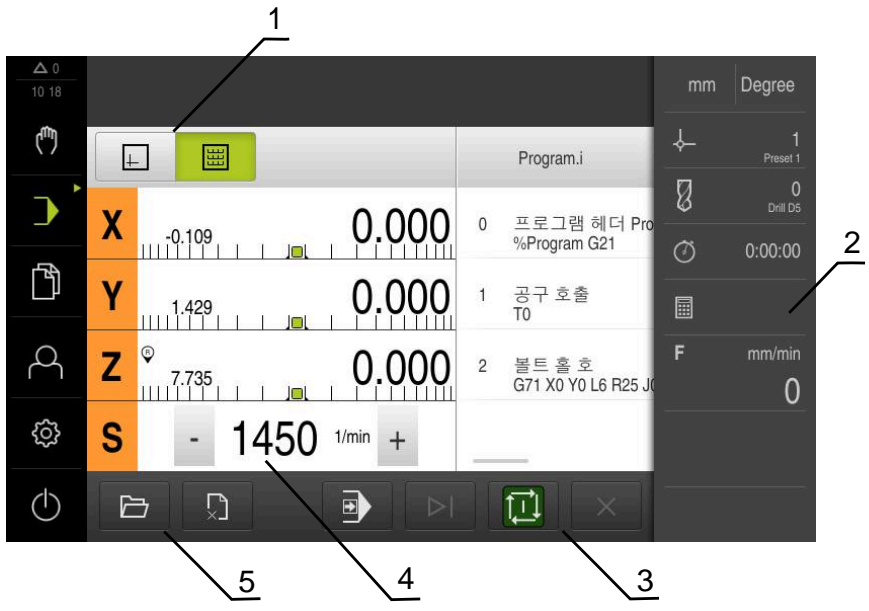 1
0
10 18
mm Degree
Program.i
1
Preset 1
X -0.109 0.000
0 프로그램 헤더 Pro
%Program G21
0
Drill D5
2
0:00:00
Y 1.429 0.000
1 공구 호출
T0
Z R 7.735 0.000
2 볼트 홀 호
G71 X0 Y0 L6 R25 J0
F mm/min
0
S - 1450 1/min +
5 4 3